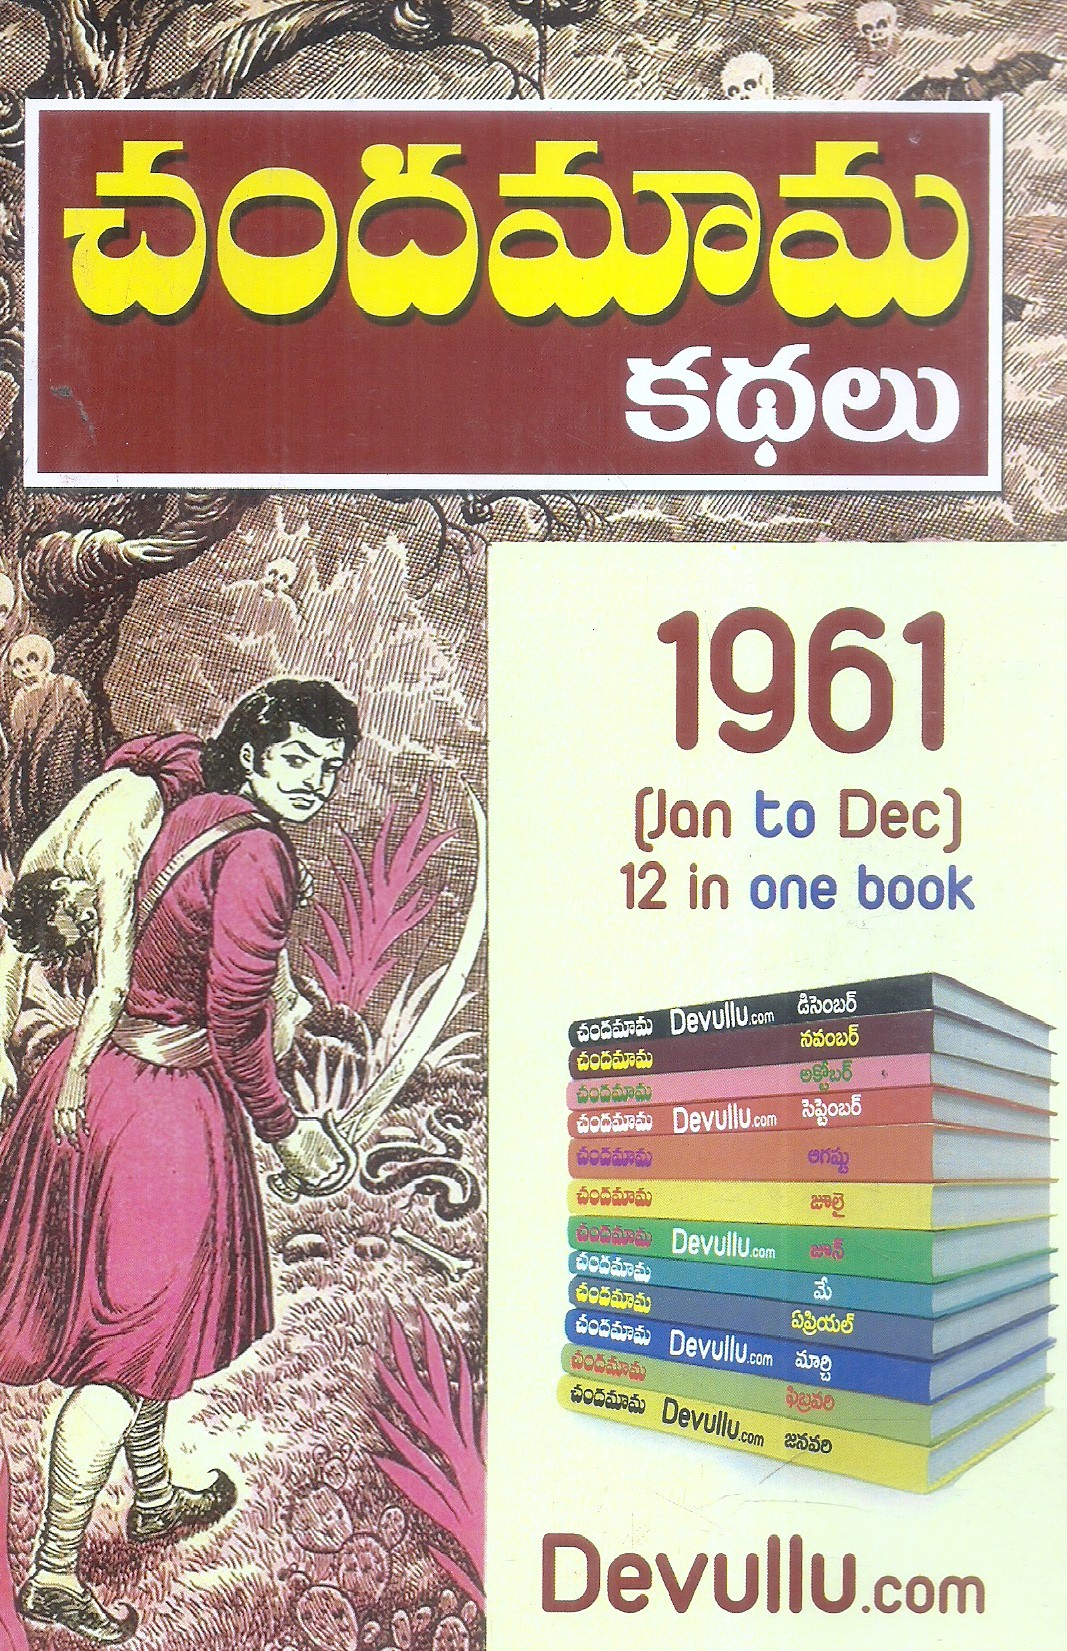 చందమామ
కథలు
1961
(Jan to Dec)
12 in one book
చందమామ Devullu.com డిసెంబర్
చందమామ నవంబర్
చందమామ అక్టోబర్
చందమామ Devullu.com సెప్టెంబర్
చందమామ ఆగష్టు
చందమామ జూలై
చందమామ Devullu.com జూన్
చందమామ మే
చందమామ ఏప్రియల్
చందమామ Devullu.com మార్చి
చందమామ ఫిబ్రవరి
చందమామ Devullu.com జనవరి
Devullu.com